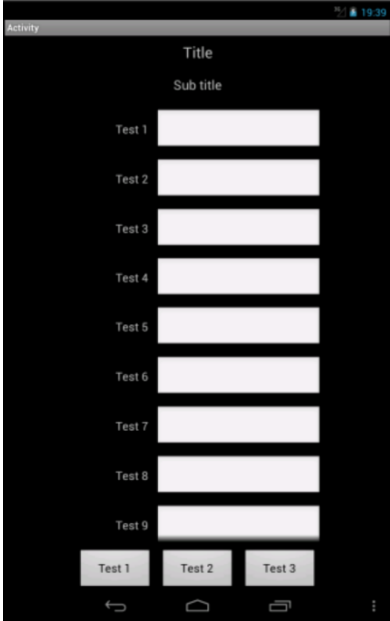 19:39
Activity
Title
Sub title
Test 1
Test 2
Test 3
Test 4
Test 5
Test 6
Test 7
Test 8
Test 9
Test 1 Test 2 Test 3